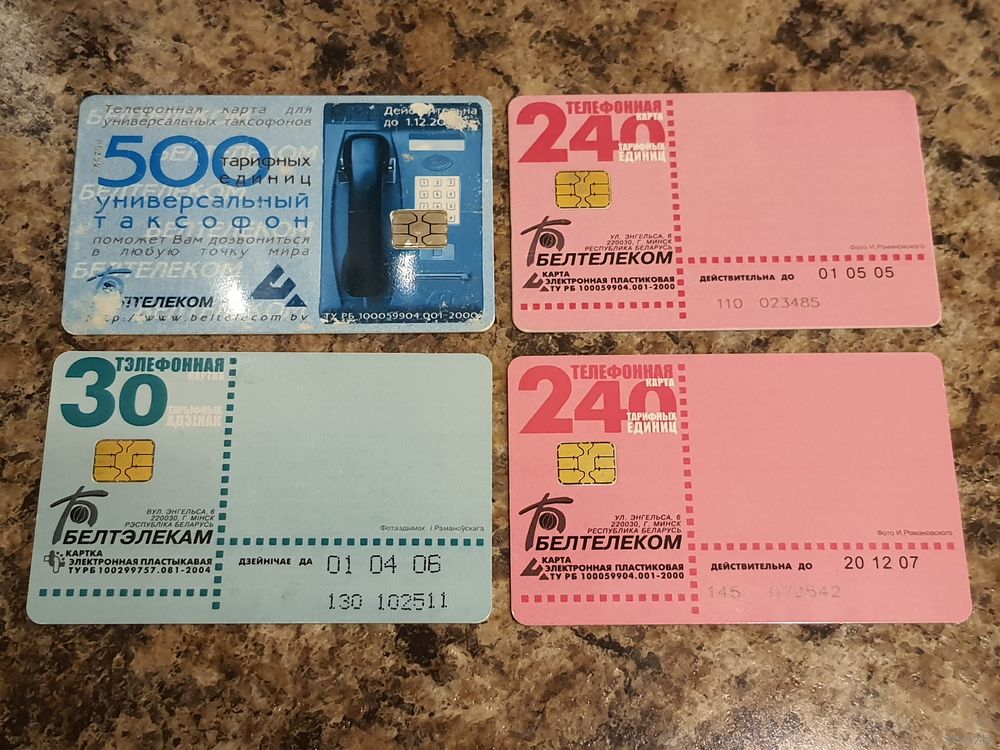 Телефонная карта для
универсальных таксофонов
500
тарифных
единиц
универсальный
таксофон
поможет Вам дозвониться
в любую точку мира
БЕЛТЕЛЕКОМ
http://www.beltelecom.by
до 1.12.20
ТУ РБ 100059904.001-2000
240
ТЕЛЕФОННАЯ
КАРТА
ТАРИФНЫХ
ЕДИНИЦ
УЛ. ЭНГЕЛЬСА, 6
220030, Г. МИНСК
РЕСПУБЛИКА БЕЛАРУСЬ
БЕЛТЕЛЕКОМ
КАРТА
ЭЛЕКТРОННАЯ ПЛАСТИКОВАЯ
ТУ РБ 100059904.001-2000
Фото И.Романовского
ДЕЙСТВИТЕЛЬНА ДО 01 05 05
110 023485
30
ТЭЛЕФОННАЯ
КАРТКА
ТАРЫФНЫХ
АДЗІНАК
ВУЛ. ЭНГЕЛЬСА, 6
220030, Г. МІНСК
РЭСПУБЛІКА БЕЛАРУСЬ
БЕЛТЭЛЕКАМ
КАРТКА
ЭЛЕКТРОННАЯ ПЛАСТЫКАВАЯ
ТУ РБ 100299757.081-2004
Фотаздымак І.Раманоўскага
ДЗЕЙНІЧАЕ ДА 01 04 06
130 102511
240
ТЕЛЕФОННАЯ
КАРТА
ТАРИФНЫХ
ЕДИНИЦ
УЛ. ЭНГЕЛЬСА, 6
220030, Г. МИНСК
РЕСПУБЛИКА БЕЛАРУСЬ
БЕЛТЕЛЕКОМ
КАРТА
ЭЛЕКТРОННАЯ ПЛАСТИКОВАЯ
ТУ РБ 100059904.001-2000
Фото И.Романовского
ДЕЙСТВИТЕЛЬНА ДО 20 12 07
145 072542